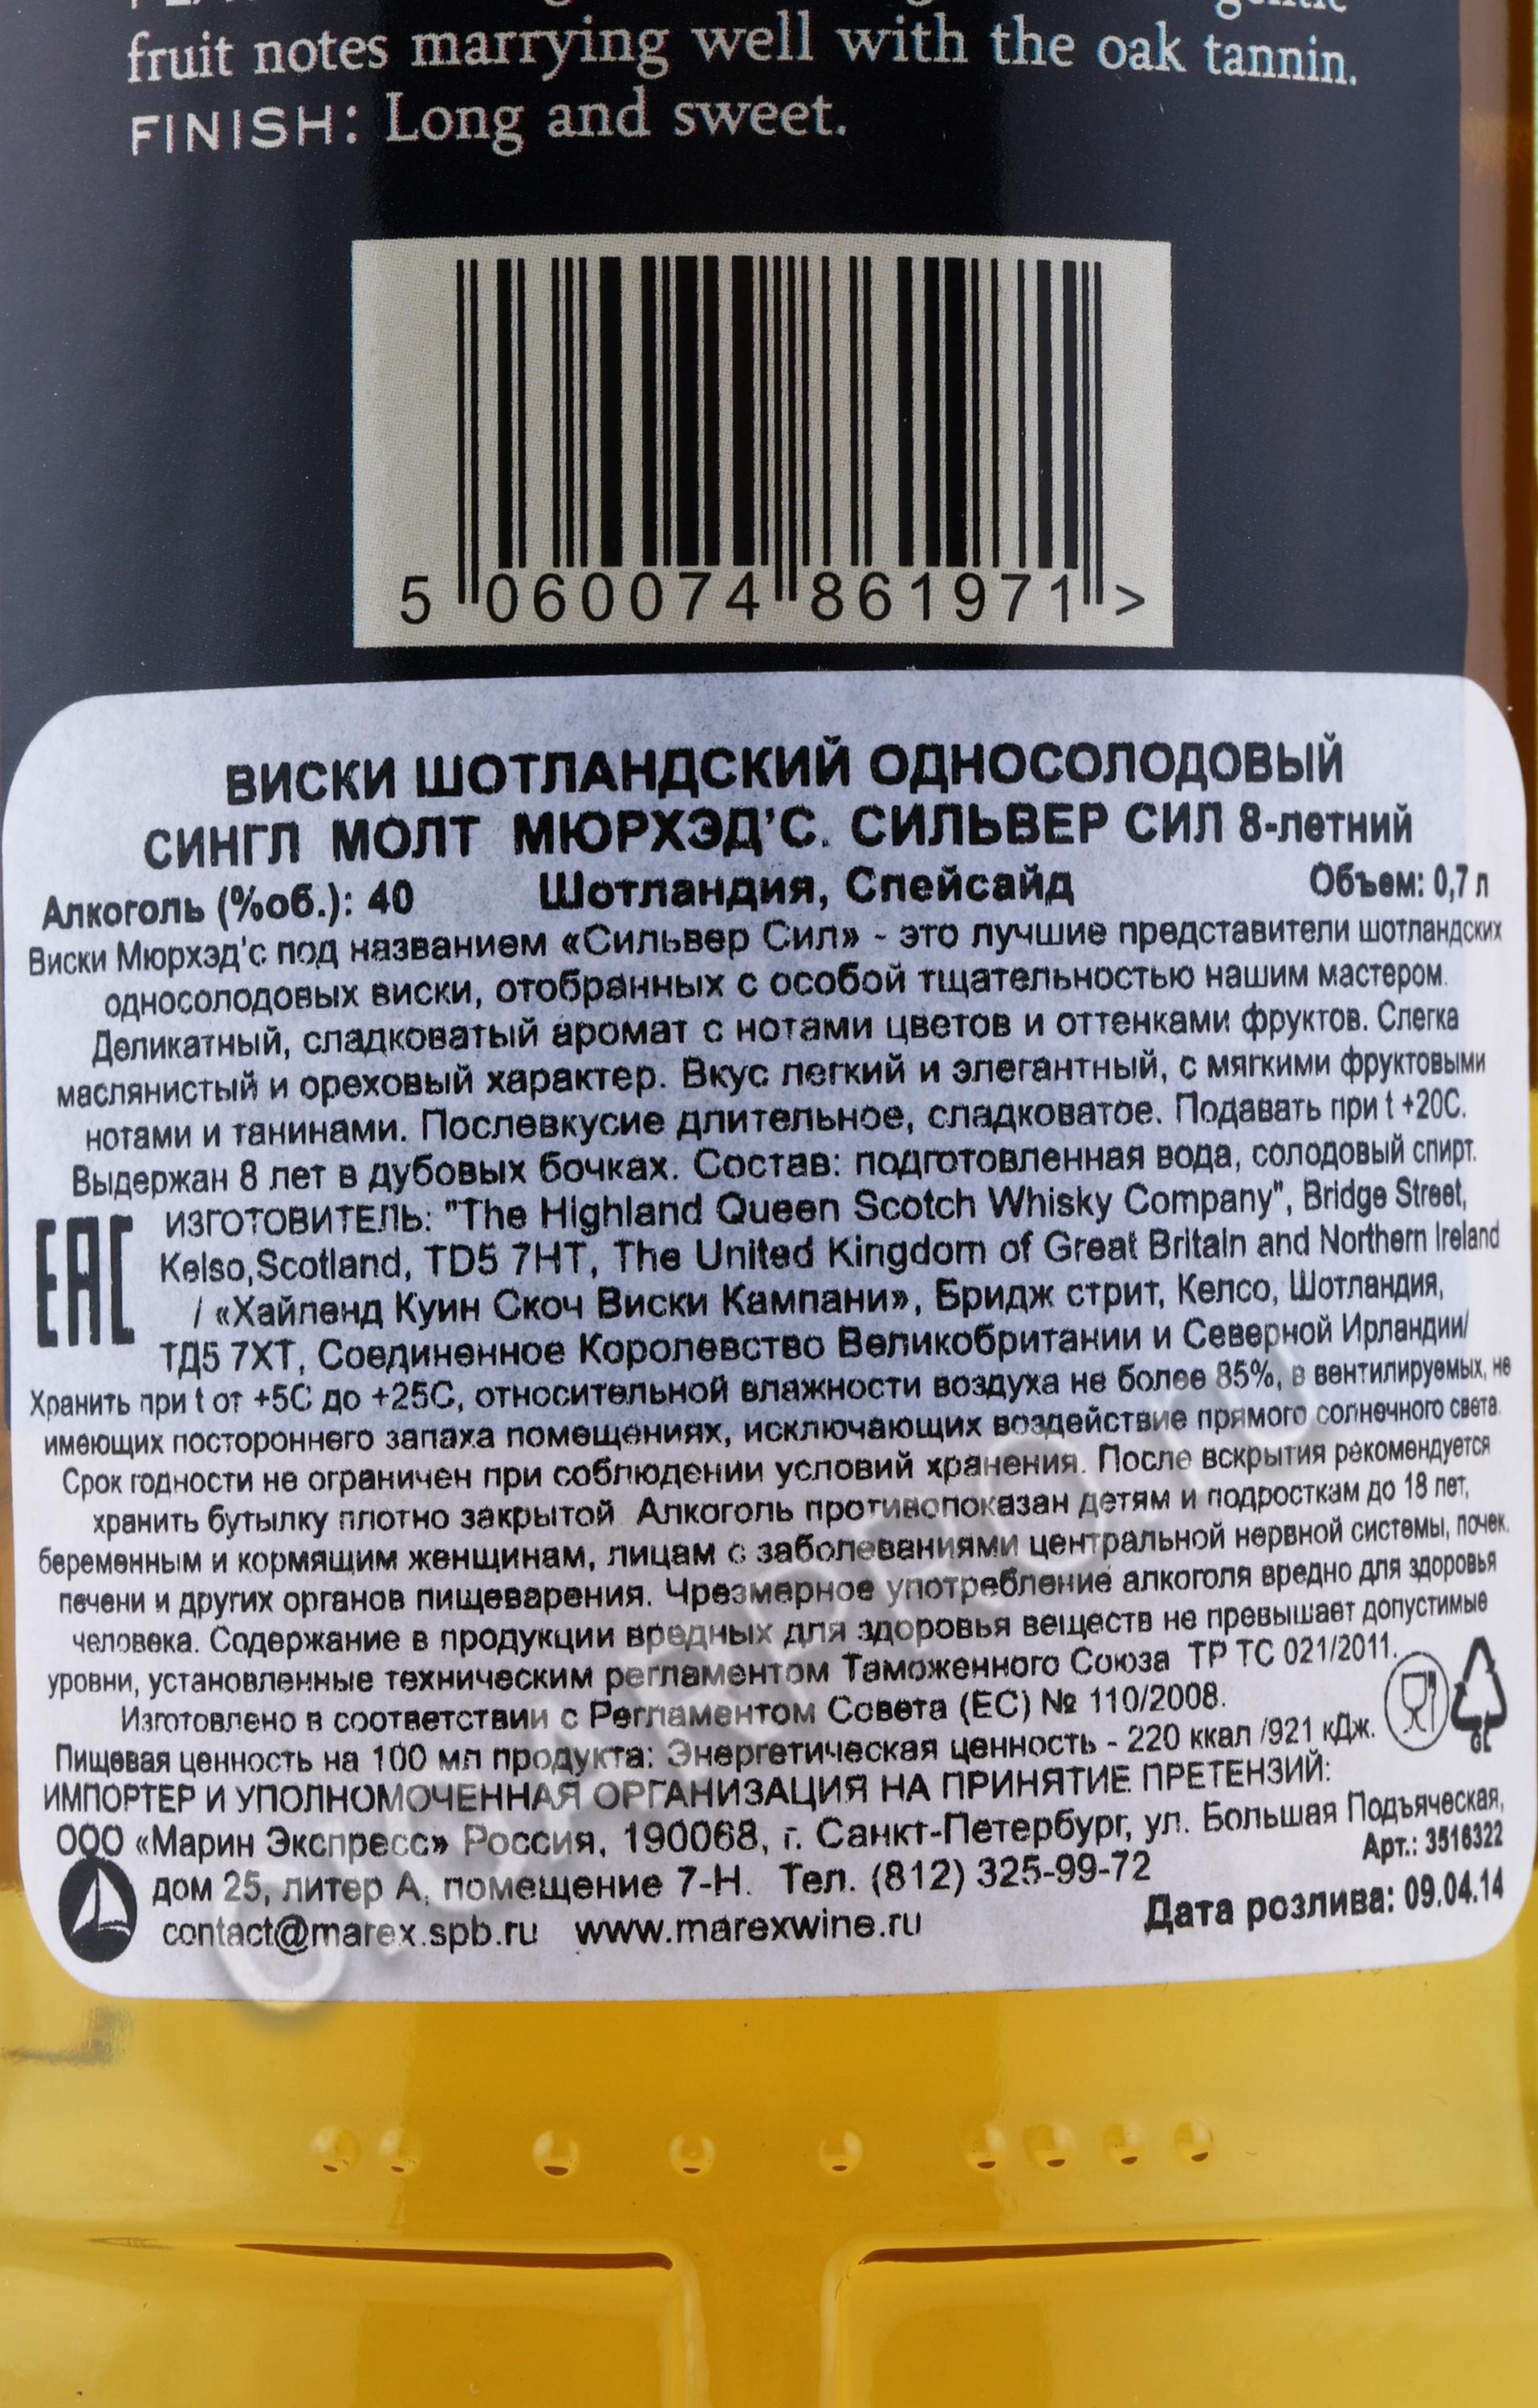 fruit notes marrying well with the oak tannin.
FINISH: Long and sweet.
5 060074 861971 >
ВИСКИ ШОТЛАНДСКИЙ ОДНОСОЛОДОВЫЙ
СИНГЛ МОЛТ МЮРХЭД'С. СИЛЬВЕР СИЛ 8-летний
Алкоголь (%об.): 40 Шотландия, Спейсайд Объем: 0,7 л
Виски Мюрхэд'с под названием «Сильвер Сил» - это лучшие представители шотландских
односолодовых виски, отобранных с особой тщательностью нашим мастером.
Деликатный, сладковатый аромат с нотами цветов и оттенками фруктов. Слегка
маслянистый и ореховый характер. Вкус легкий и элегантный, с мягкими фруктовыми
нотами и танинами. Послевкусие длительное, сладковатое. Подавать при t +20С.
Выдержан 8 лет в дубовых бочках. Состав: подготовленная вода, солодовый спирт.
EAC ИЗГОТОВИТЕЛЬ: "The Highland Queen Scotch Whisky Company", Bridge Street,
Kelso,Scotland, TD5 7HT, The United Kingdom of Great Britain and Northern Ireland
/ «Хайленд Куин Скоч Виски Кампани», Бридж стрит, Келсо, Шотландия,
ТД5 7ХТ, Соединенное Королевство Великобритании и Северной Ирландии/
Хранить при t от +5С до +25С, относительной влажности воздуха не более 85%, в вентилируемых, не
имеющих постороннего запаха помещениях, исключающих воздействие прямого солнечного света.
Срок годности не ограничен при соблюдении условий хранения. После вскрытия рекомендуется
хранить бутылку плотно закрытой Алкоголь противопоказан детям и подросткам до 18 лет,
беременным и кормящим женщинам, лицам с заболеваниями центральной нервной системы, почек,
печени и других органов пищеварения. Чрезмерное употребление алкоголя вредно для здоровья
человека. Содержание в продукции вредных для здоровья веществ не превышает допустимые
уровни, установленные техническим регламентом Таможенного Союза ТР ТС 021/2011.
Изготовлено в соответствии с Регламентом Совета (ЕС) № 110/2008.
Пищевая ценность на 100 мл продукта: Энергетическая ценность - 220 ккал /921 кДж.
GL
ИМПОРТЕР И УПОЛНОМОЧЕННАЯ ОРГАНИЗАЦИЯ НА ПРИНЯТИЕ ПРЕТЕНЗИЙ:
ООО «Марин Экспресс» Россия, 190068, г. Санкт-Петербург, ул. Большая Подъяческая,
Арт.: 3516322
дом 25, литер А, помещение 7-Н. Тел. (812) 325-99-72
contact@marex.spb.ru www.marexwine.ru Дата розлива: 09.04.14